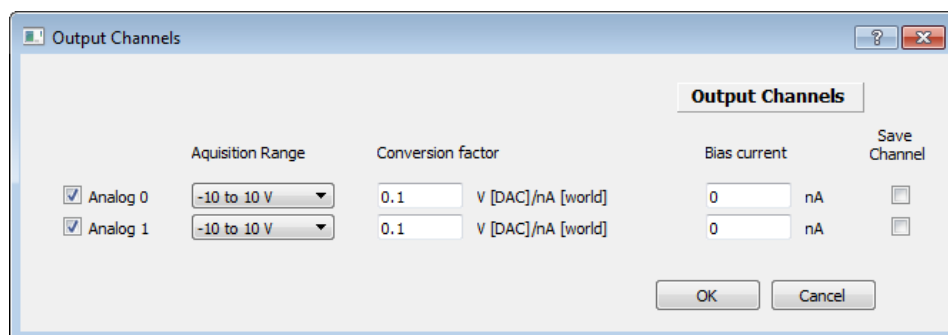 Output Channels
Output Channels
Aquisition Range Conversion factor Bias current Save Channel
Analog 0 -10 to 10 V 0.1 V [DAC]/nA [world] 0 nA
Analog 1 -10 to 10 V 0.1 V [DAC]/nA [world] 0 nA
OK Cancel